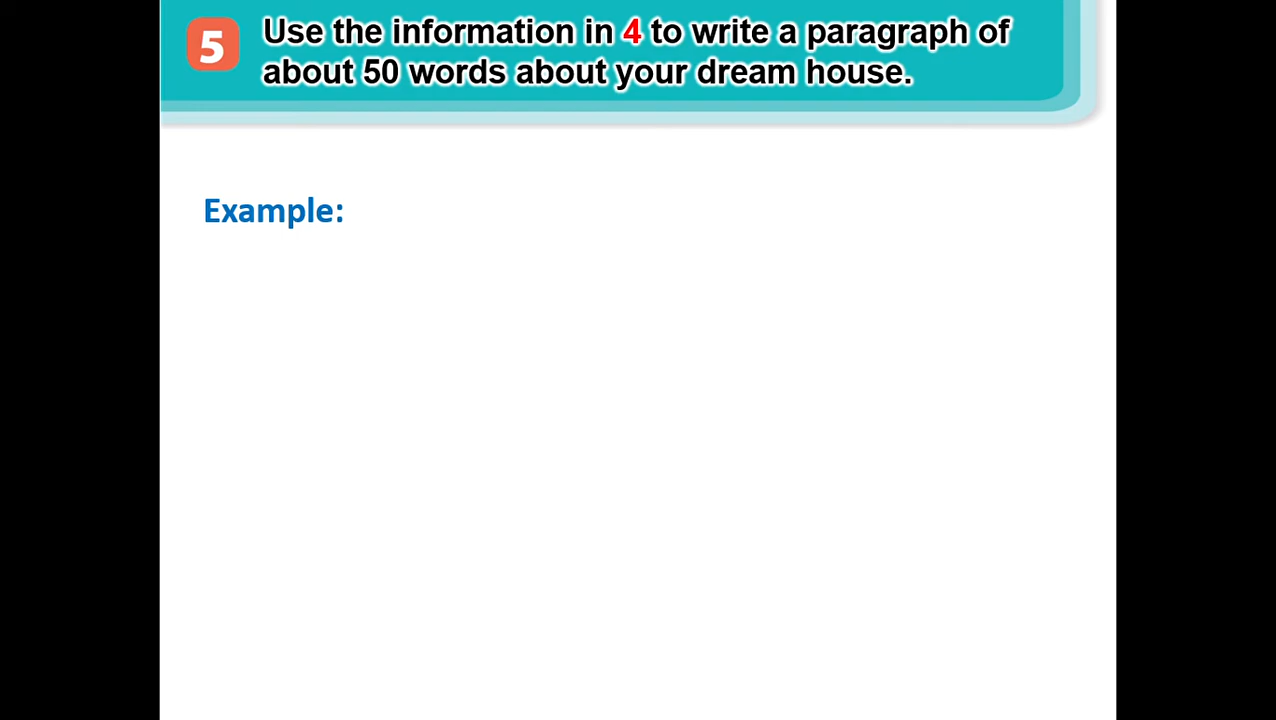 5
Use the information in 4 to write a paragraph of
about 50 words about your dream house.
Example: